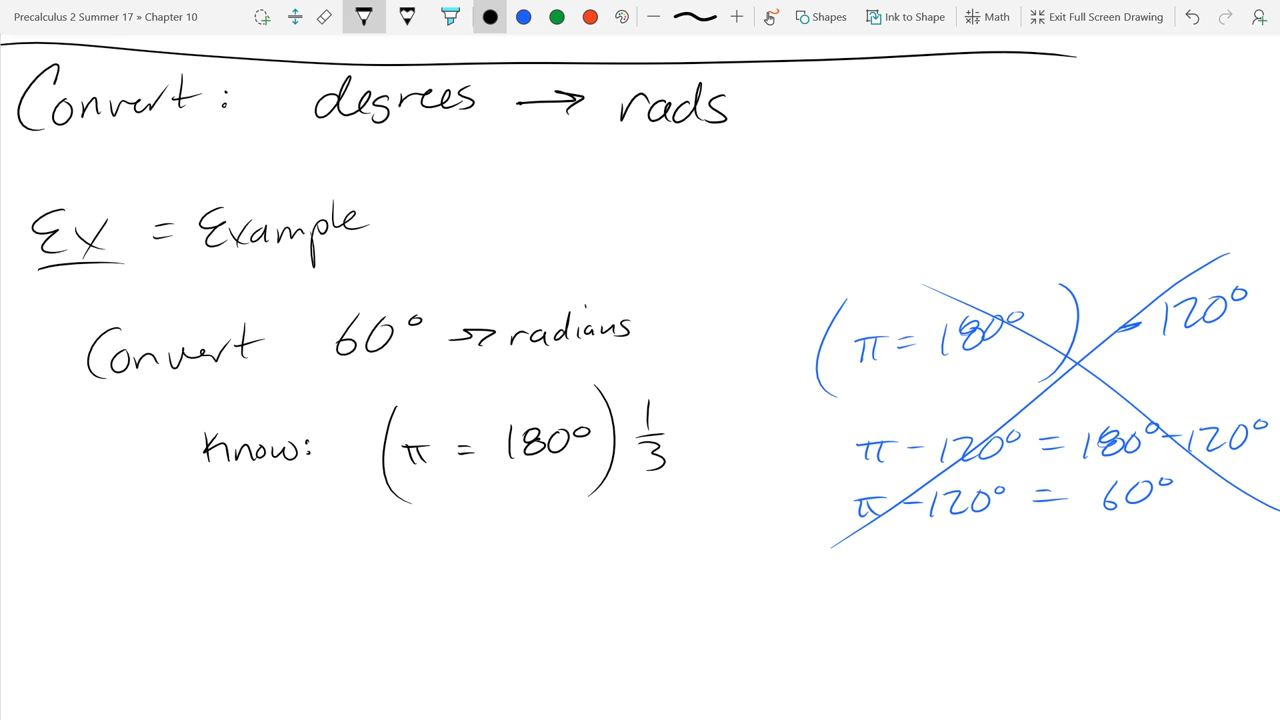 Precalculus 2 Summer 17 » Chapter 10
Shapes
Ink to Shape
Math
Exit Full Screen Drawing
Convert: degrees → rads
Ex = Example
Convert 60° → radians
Know: (π = 180°) 1/3
(π = 180°) - 120°
π - 120° = 180° - 120°
π - 120° = 60°